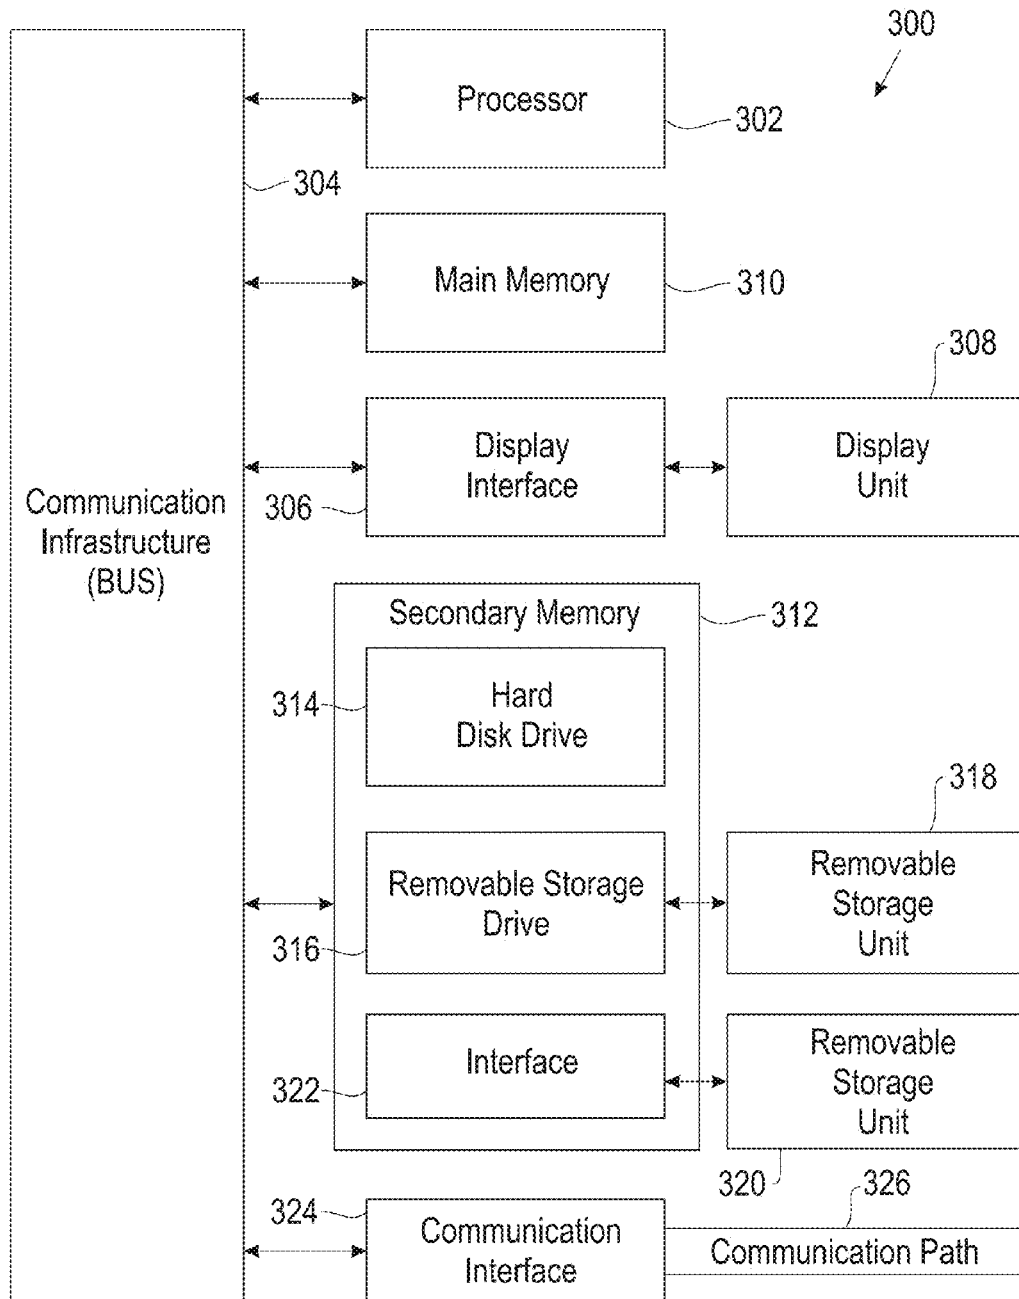 300
Processor
302
304
Main Memory
310
308
Display
Interface
306
Display
Unit
Communication
Infrastructure
(BUS)
Secondary Memory
312
314
Hard
Disk Drive
318
Removable Storage
Drive
316
Removable
Storage
Unit
Interface
322
Removable
Storage
Unit
320
326
324
Communication
Interface
Communication Path